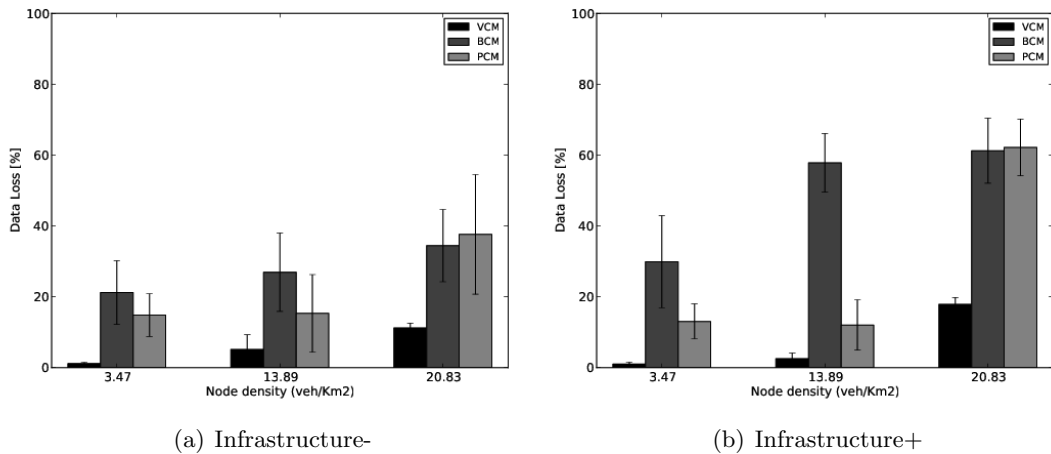 100
80
60
40
20
0
Data Loss [%]
VCM
BCM
PCM
3.47 13.89 20.83
Node density (veh/Km2)
(a) Infrastructure-
100
80
60
40
20
0
Data Loss [%]
VCM
BCM
PCM
3.47 13.89 20.83
Node density (veh/Km2)
(b) Infrastructure+